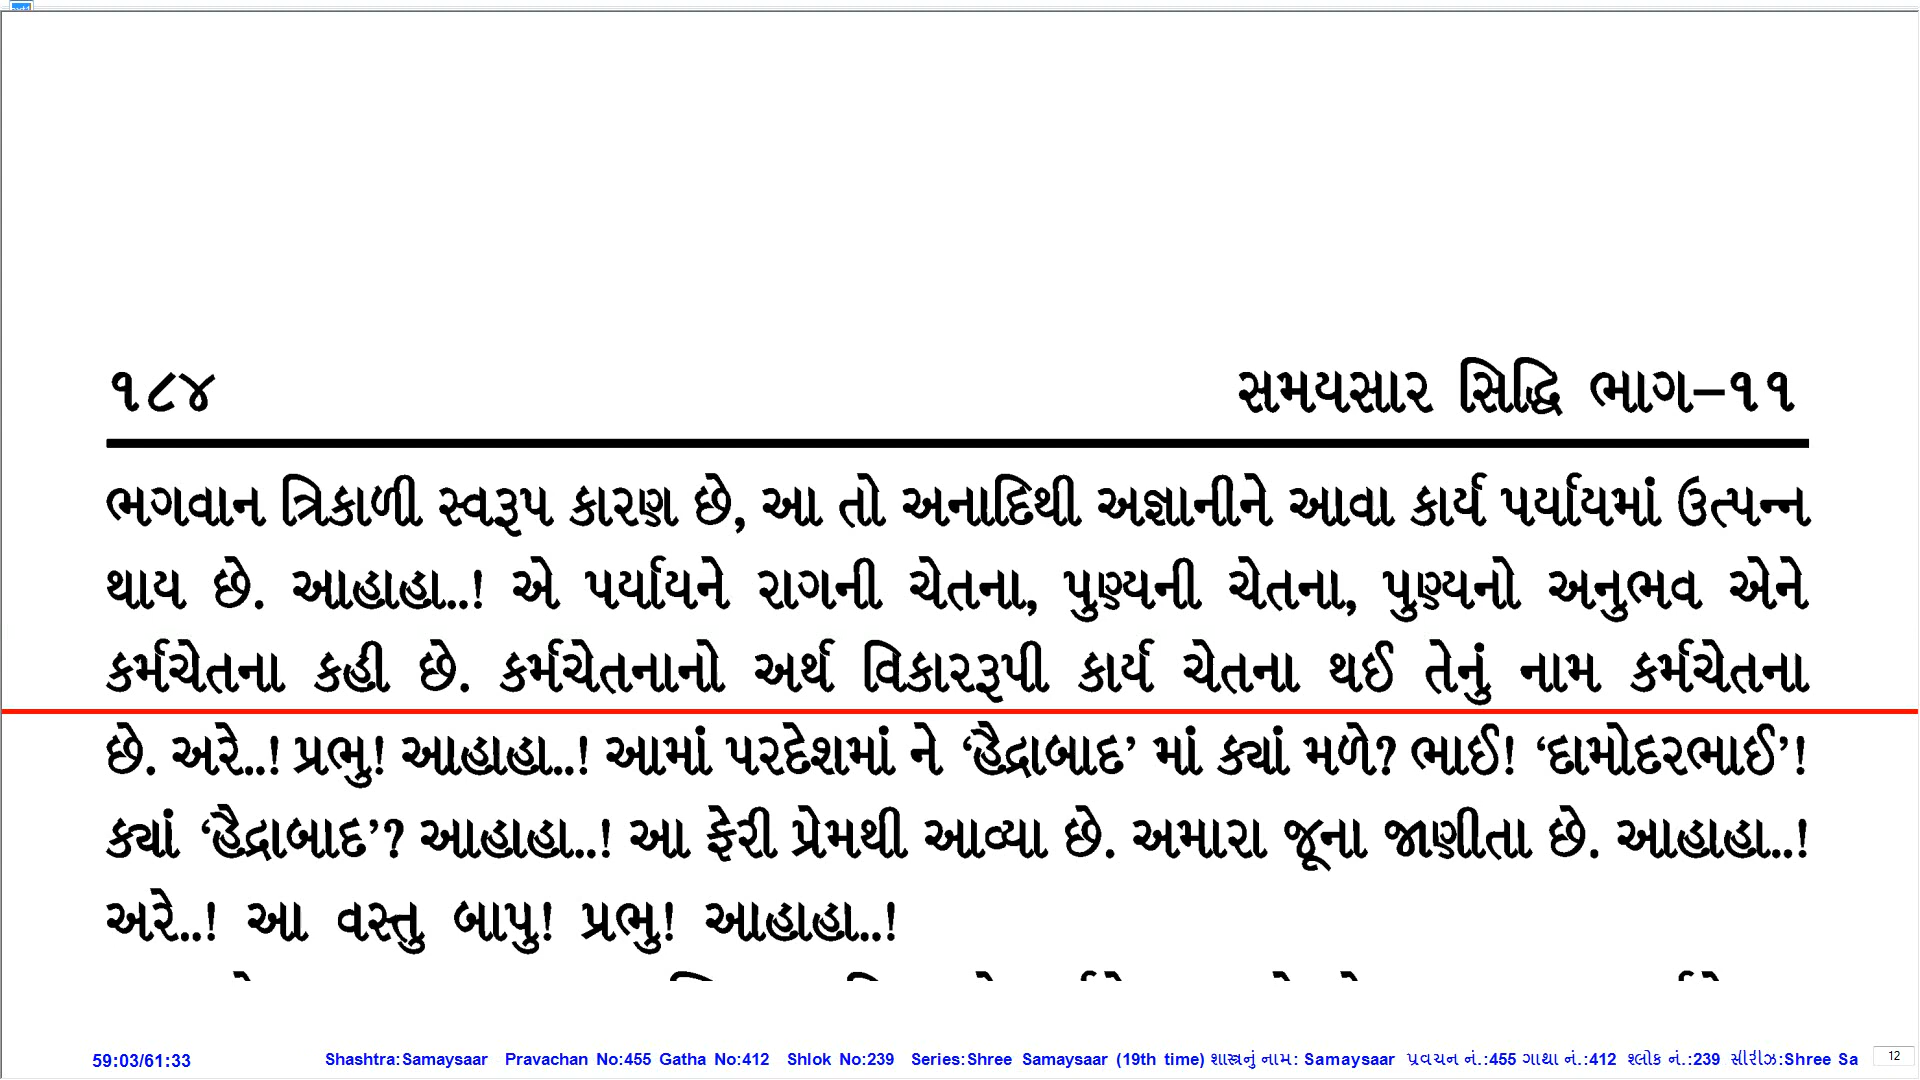 ૧૮૪ સમયસાર સિદ્ધિ ભાગ–૧૧
ભગવાન ત્રિકાળી સ્વરૂપ કારણ છે, આ તો અનાદિથી અજ્ઞાનીને આવા કાર્ય પર્યાયમાં ઉત્પન્ન
થાય છે. આહાહા..! એ પર્યાયને રાગની ચેતના, પુણ્યની ચેતના, પુણ્યનો અનુભવ એને
કર્મચેતના કહી છે. કર્મચેતનાનો અર્થ વિકારરૂપી કાર્ય ચેતના થઈ તેનું નામ કર્મચેતના
છે. અરે..! પ્રભુ! આહાહા..! આમાં પરદેશમાં ને ‘હૈદ્રાબાદ’ માં ક્યાં મળે? ભાઈ! ‘દામોદરભાઈ’!
ક્યાં ‘હૈદ્રાબાદ’? આહાહા..! આ ફેરી પ્રેમથી આવ્યા છે. અમારા જૂના જાણીતા છે. આહાહા..!
અરે..! આ વસ્તુ બાપુ! પ્રભુ! આહાહા..!
59:03/61:33 Shashtra:Samaysaar Pravachan No:455 Gatha No:412 Shlok No:239 Series:Shree Samaysaar (19th time) શાસ્ત્રનું નામ: Samaysaar પ્રવચન નં.:455 ગાથા નં.:412 શ્લોક નં.:239 સીરીઝ:Shree Sa 12